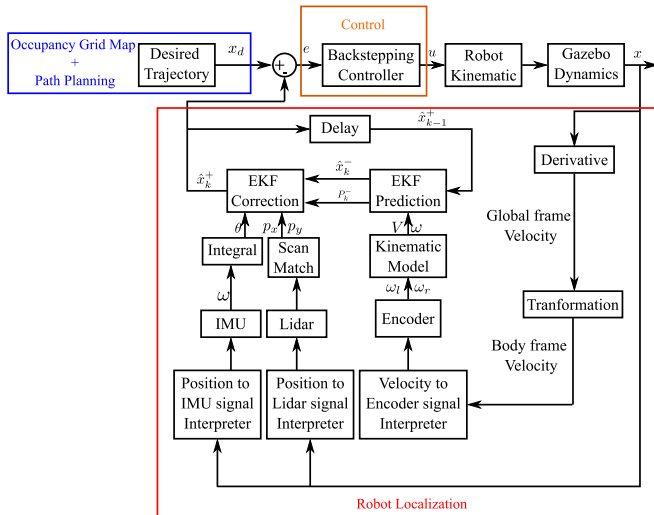 Control
Occupancy Grid Map
+
Path Planning
Desired
Trajectory
x_d
+
-
e
Backstepping
Controller
u
Robot
Kinematic
Gazebo
Dynamics
x
Delay
x̂⁺ₖ₋₁
Derivative
x̂⁺ₖ
EKF
Correction
x̂⁻ₖ
P⁻ₖ
EKF
Prediction
Global frame
Velocity
θ
p_x p_y
V ω
Integral
Scan
Match
Kinematic
Model
ω
ω_l ω_r
Tranformation
IMU
Lidar
Encoder
Body frame
Velocity
Position to
IMU signal
Interpreter
Position to
Lidar signal
Interpreter
Velocity to
Encoder signal
Interpreter
Robot Localization